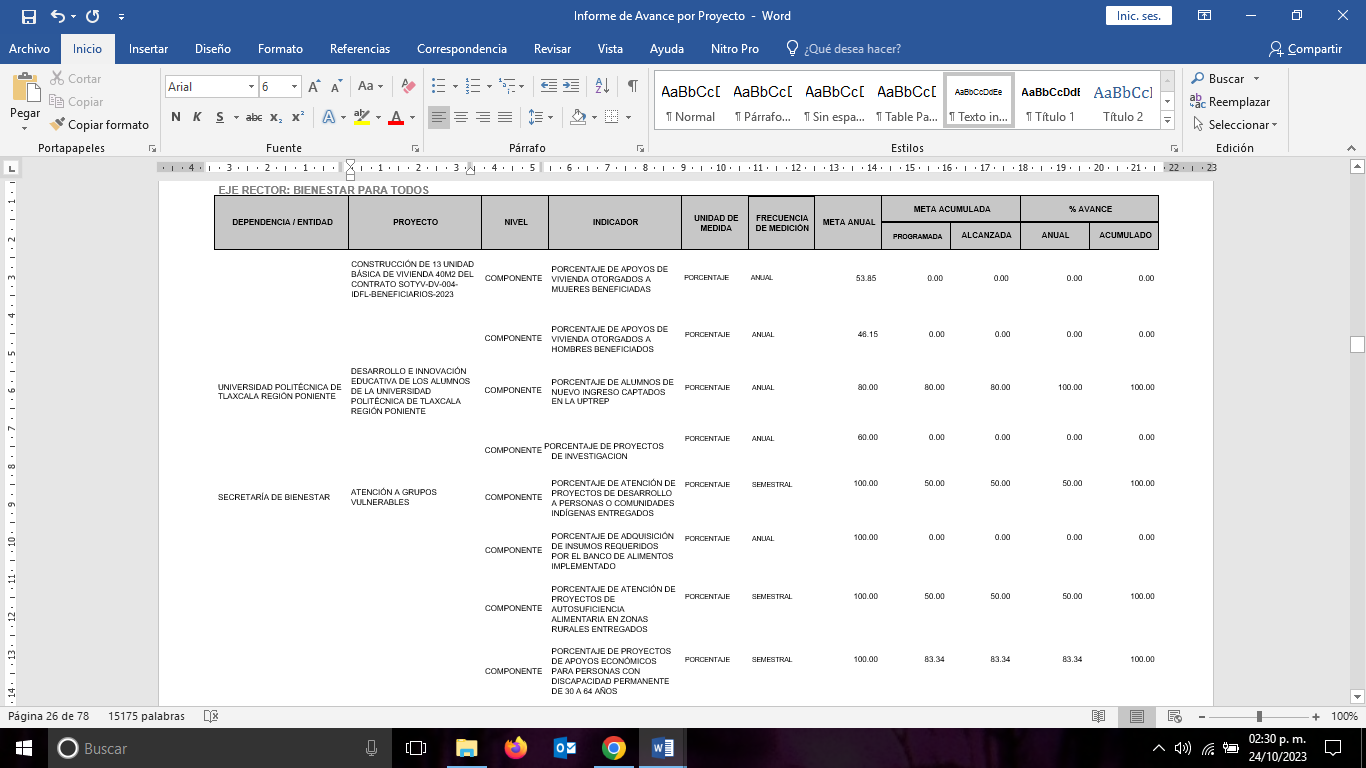 Informe de Avance por Proyecto - Word
Inic. ses.
Archivo Inicio Insertar Diseño Formato Referencias Correspondencia Revisar Vista Ayuda Nitro Pro ¿Qué desea hacer? Compartir
Pegar
Cortar
Copiar
Copiar formato
Portapapeles
Arial 6
N K S abc x₂ x²
Fuente
Párrafo
AaBbCcD AaBbCcD AaBbCcD AaBbCcD AaBbCcDdEe AaBbCcDdE AaBbCcI
¶ Normal ¶ Párrafo... ¶ Sin espa... ¶ Table Pa... ¶ Texto in... ¶ Título 1 Título 2
Estilos
Buscar
Reemplazar
Seleccionar
Edición
EJE RECTOR: BIENESTAR PARA TODOS
DEPENDENCIA / ENTIDAD PROYECTO NIVEL INDICADOR UNIDAD DE MEDIDA FRECUENCIA DE MEDICIÓN META ANUAL META ACUMULADA % AVANCE
PROGRAMADA ALCANZADA ANUAL ACUMULADO
CONSTRUCCIÓN DE 13 UNIDAD
BÁSICA DE VIVIENDA 40M2 DEL
CONTRATO SOTYV-DV-004-
IDFL-BENEFICIARIOS-2023
COMPONENTE
PORCENTAJE DE APOYOS DE
VIVIENDA OTORGADOS A
MUJERES BENEFICIADAS
PORCENTAJE ANUAL 53.85 0.00 0.00 0.00 0.00
COMPONENTE
PORCENTAJE DE APOYOS DE
VIVIENDA OTORGADOS A
HOMBRES BENEFICIADOS
PORCENTAJE ANUAL 46.15 0.00 0.00 0.00 0.00
UNIVERSIDAD POLITÉCNICA DE
TLAXCALA REGIÓN PONIENTE
DESARROLLO E INNOVACIÓN
EDUCATIVA DE LOS ALUMNOS
DE LA UNIVERSIDAD
POLITÉCNICA DE TLAXCALA
REGIÓN PONIENTE
COMPONENTE
PORCENTAJE DE ALUMNOS DE
NUEVO INGRESO CAPTADOS
EN LA UPTREP
PORCENTAJE ANUAL 80.00 80.00 80.00 100.00 100.00
COMPONENTE
PORCENTAJE DE PROYECTOS
DE INVESTIGACION
PORCENTAJE ANUAL 60.00 0.00 0.00 0.00 0.00
SECRETARÍA DE BIENESTAR
ATENCIÓN A GRUPOS
VULNERABLES
COMPONENTE
PORCENTAJE DE ATENCIÓN DE
PROYECTOS DE DESARROLLO
A PERSONAS O COMUNIDADES
INDÍGENAS ENTREGADOS
PORCENTAJE SEMESTRAL 100.00 50.00 50.00 50.00 100.00
COMPONENTE
PORCENTAJE DE ADQUISICIÓN
DE INSUMOS REQUERIDOS
POR EL BANCO DE ALIMENTOS
IMPLEMENTADO
PORCENTAJE ANUAL 100.00 0.00 0.00 0.00 0.00
COMPONENTE
PORCENTAJE DE ATENCIÓN DE
PROYECTOS DE
AUTOSUFICIENCIA
ALIMENTARIA EN ZONAS
RURALES ENTREGADOS
PORCENTAJE SEMESTRAL 100.00 50.00 50.00 50.00 100.00
COMPONENTE
PORCENTAJE DE PROYECTOS
DE APOYOS ECONÓMICOS
PARA PERSONAS CON
DISCAPACIDAD PERMANENTE
DE 30 A 64 AÑOS
PORCENTAJE SEMESTRAL 100.00 83.34 83.34 83.34 100.00
Página 26 de 78 15175 palabras 100%
Buscar
02:30 p. m.
24/10/2023